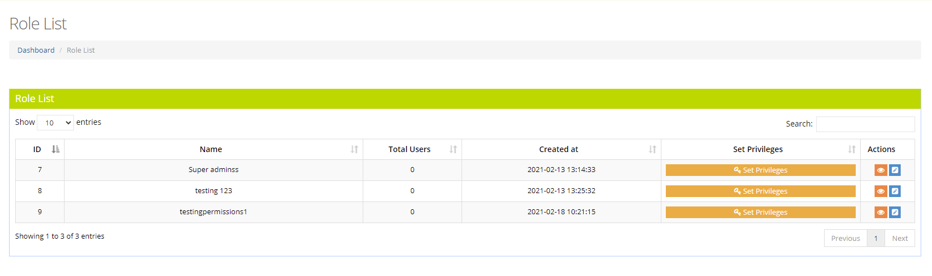 Role List
Dashboard / Role List
Role List
Show 10 entries Search:
ID Name Total Users Created at Set Privileges Actions
7 Super adminss 0 2021-02-13 13:14:33 Set Privileges
8 testing 123 0 2021-02-13 13:25:32 Set Privileges
9 testingpermissions1 0 2021-02-18 10:21:15 Set Privileges
Showing 1 to 3 of 3 entries Previous 1 Next